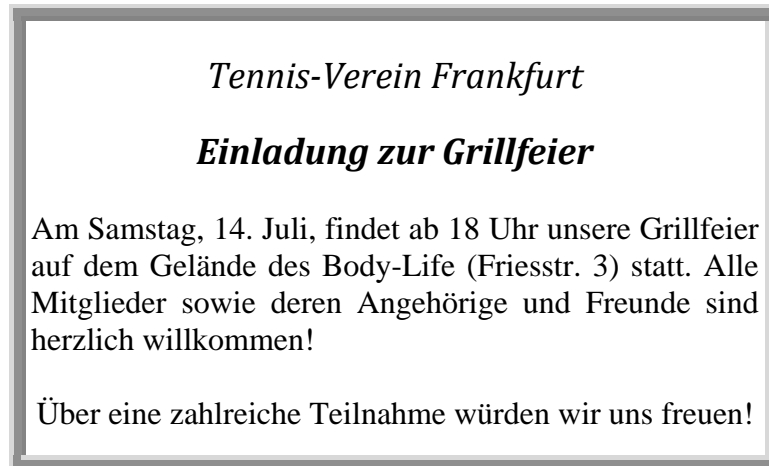 Tennis-Verein Frankfurt
Einladung zur Grillfeier
Am Samstag, 14. Juli, findet ab 18 Uhr unsere Grillfeier
auf dem Gelände des Body-Life (Friesstr. 3) statt. Alle
Mitglieder sowie deren Angehörige und Freunde sind
herzlich willkommen!
Über eine zahlreiche Teilnahme würden wir uns freuen!